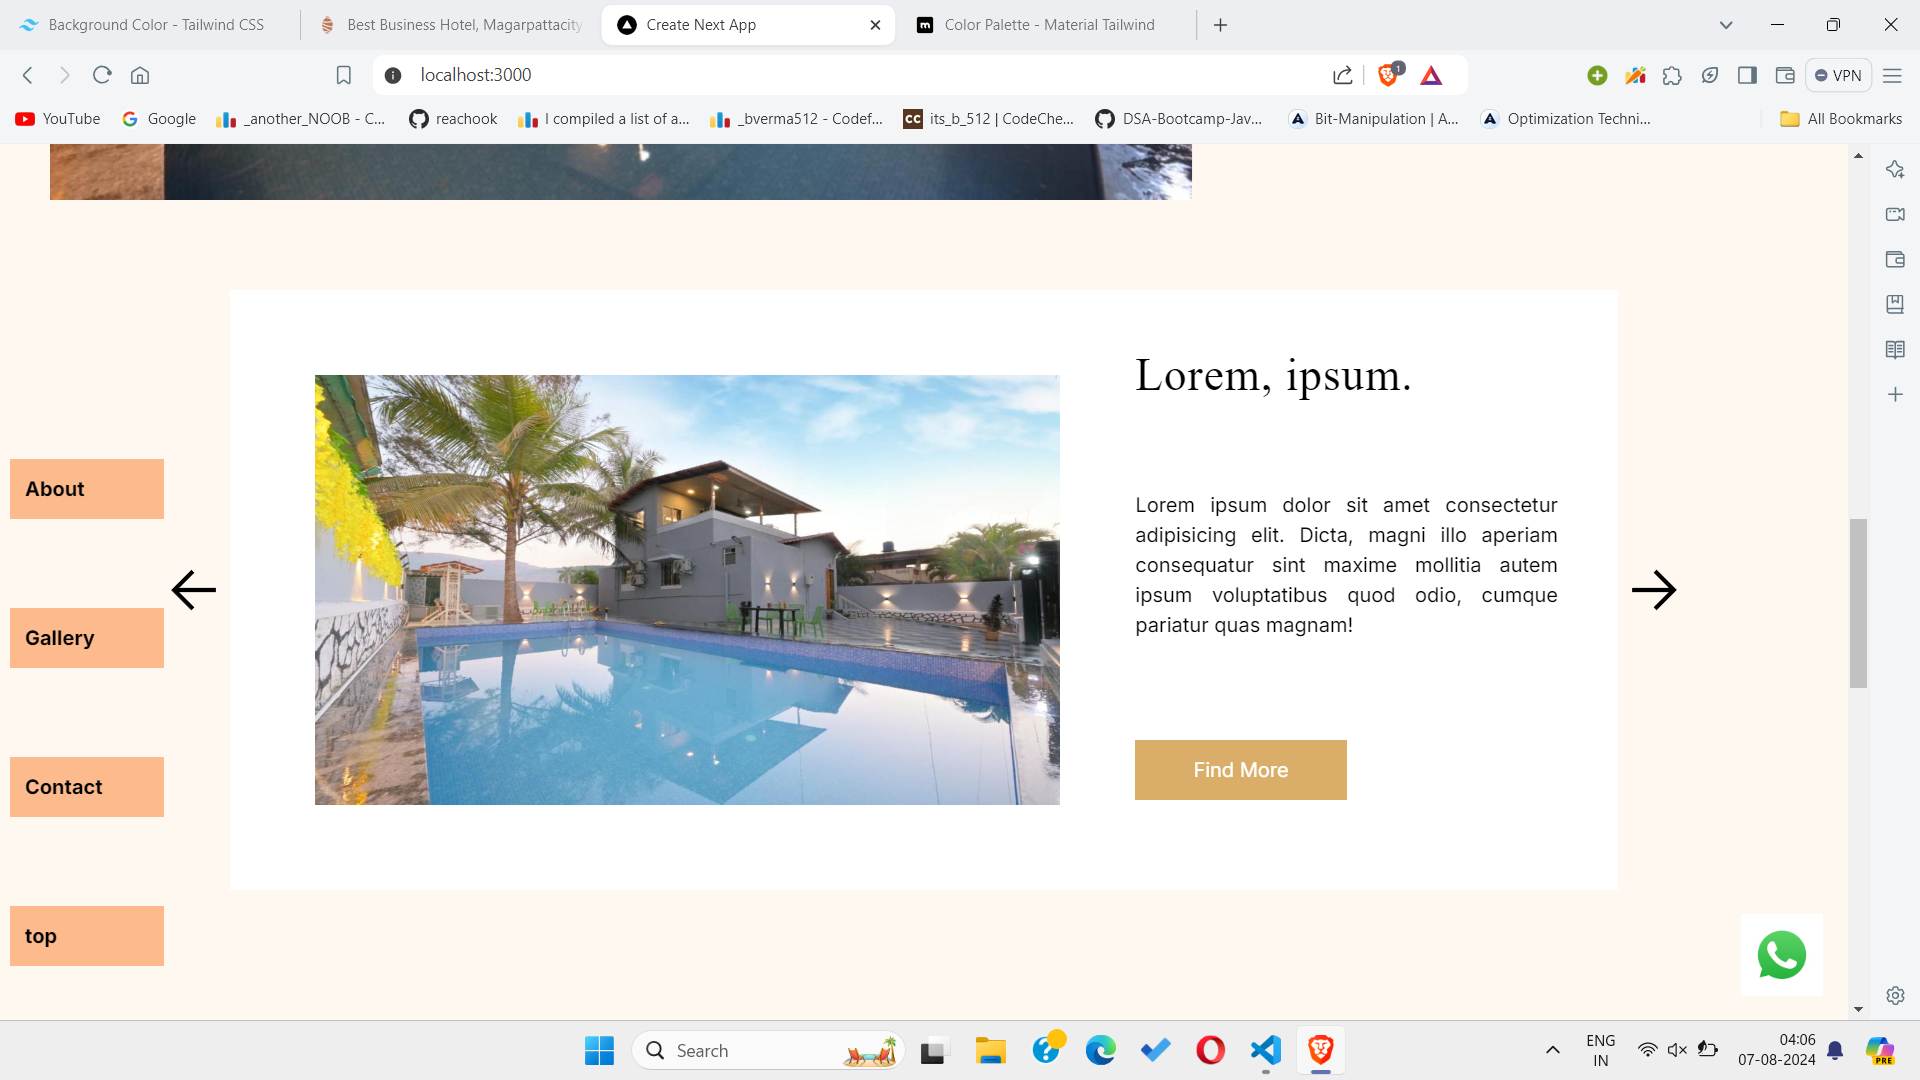 Background Color - Tailwind CSS
Best Business Hotel, Magarpattacity
Create Next App
Color Palette - Material Tailwind
localhost:3000
1
VPN
YouTube
Google
_another_NOOB - C...
reachook
I compiled a list of a...
_bverma512 - Codef...
CC
its_b_512 | CodeChe...
DSA-Bootcamp-Jav...
Bit-Manipulation | A...
Optimization Techni...
All Bookmarks
Lorem, ipsum.
Lorem ipsum dolor sit amet consectetur
adipisicing elit. Dicta, magni illo aperiam
consequatur sint maxime mollitia autem
ipsum voluptatibus quod odio, cumque
pariatur quas magnam!
Find More
About
Gallery
Contact
top
Search
ENG
IN
04:06
07-08-2024
PRE